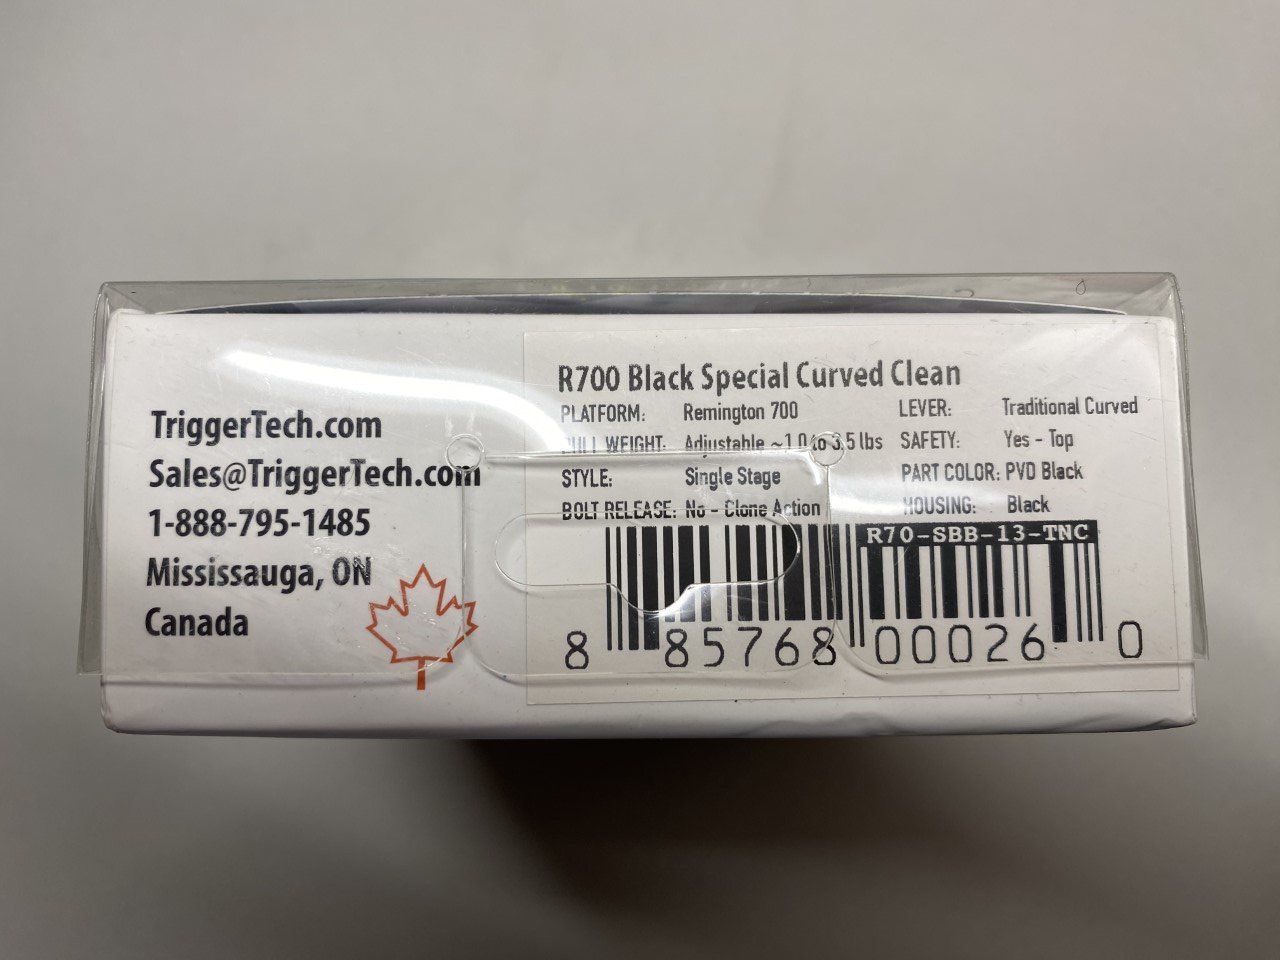 TriggerTech.com
Sales@TriggerTech.com
1-888-795-1485
Mississauga, ON
Canada
R700 Black Special Curved Clean
PLATFORM: Remington 700 LEVER: Traditional Curved
PULL WEIGHT: Adjustable ~1.0 to 3.5 lbs SAFETY: Yes - Top
STYLE: Single Stage PART COLOR: PVD Black
BOLT RELEASE: No - Clone Action HOUSING: Black
R70-SBB-13-TNC
8 85768 00026 0